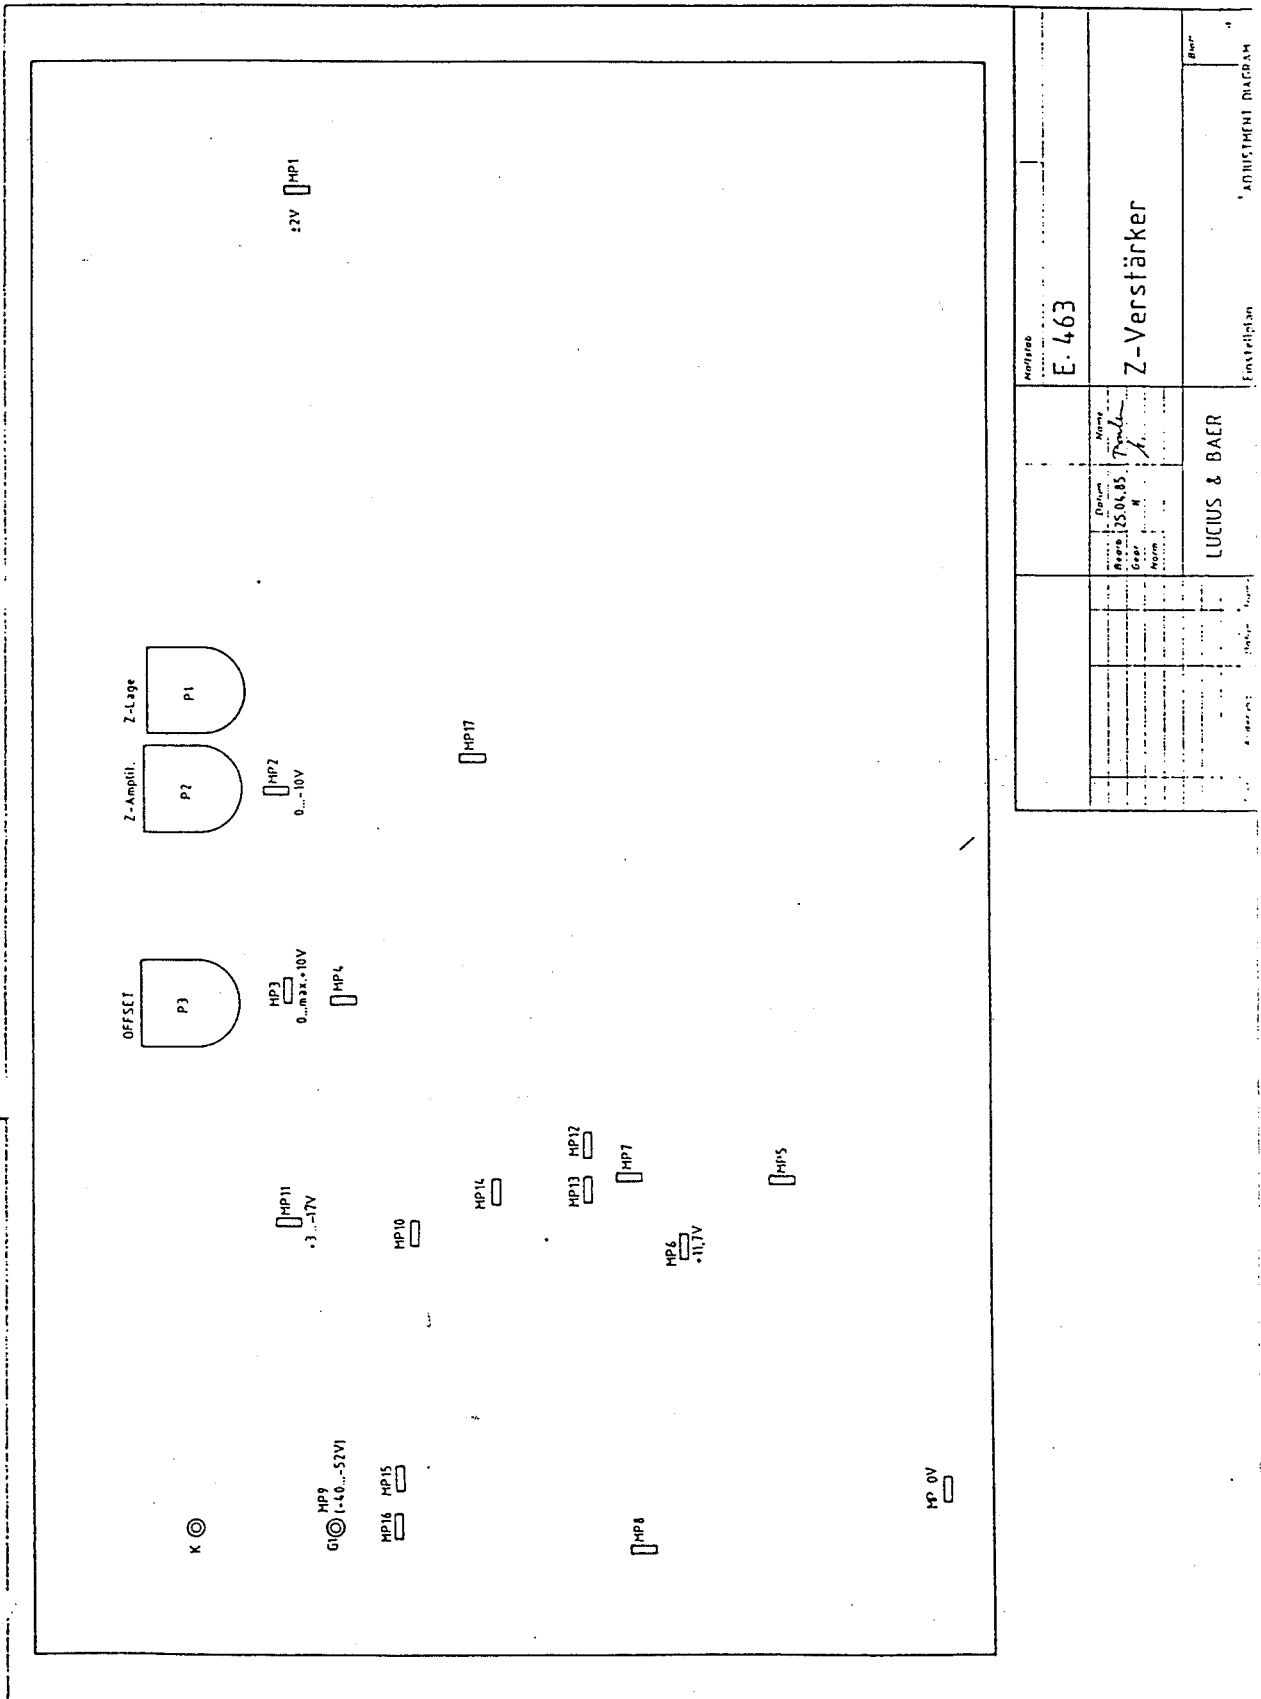 K
G1
MP9
(+40...-52V)
MP16
MP15
MP8
MP 0V
MP11
+3...-17V
MP10
MP14
MP13
MP12
MP7
MP6
+11,7V
MP5
OFFSET
P3
MP3
0...max.+10V
MP4
Z-Amptil.
P2
MP2
0...-10V
Z-Lage
P1
MP17
±2V
MP1
Maßstab
E. 463
Datum
Name
Bearb
25.04.85
Gepr
"
Norm
Z-Verstärker
LUCIUS & BAER
Einstellplan
ADJUSTMENT DIAGRAM
Blatt